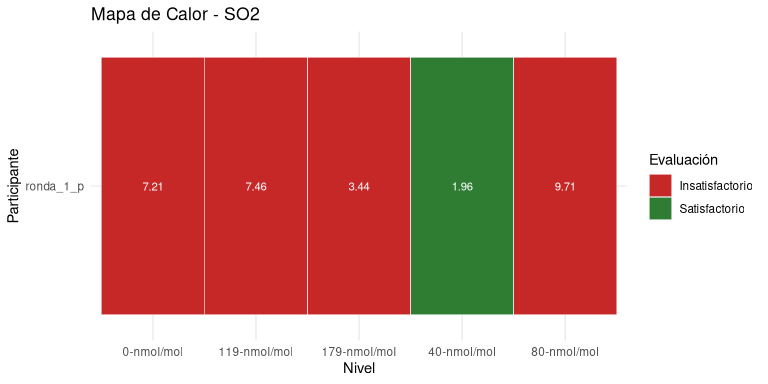 Mapa de Calor - SO2
Participante
ronda_1_p
7.21
7.46
3.44
1.96
9.71
0-nmol/mol
119-nmol/mol
179-nmol/mol
40-nmol/mol
80-nmol/mol
Nivel
Evaluación
Insatisfactorio
Satisfactorio